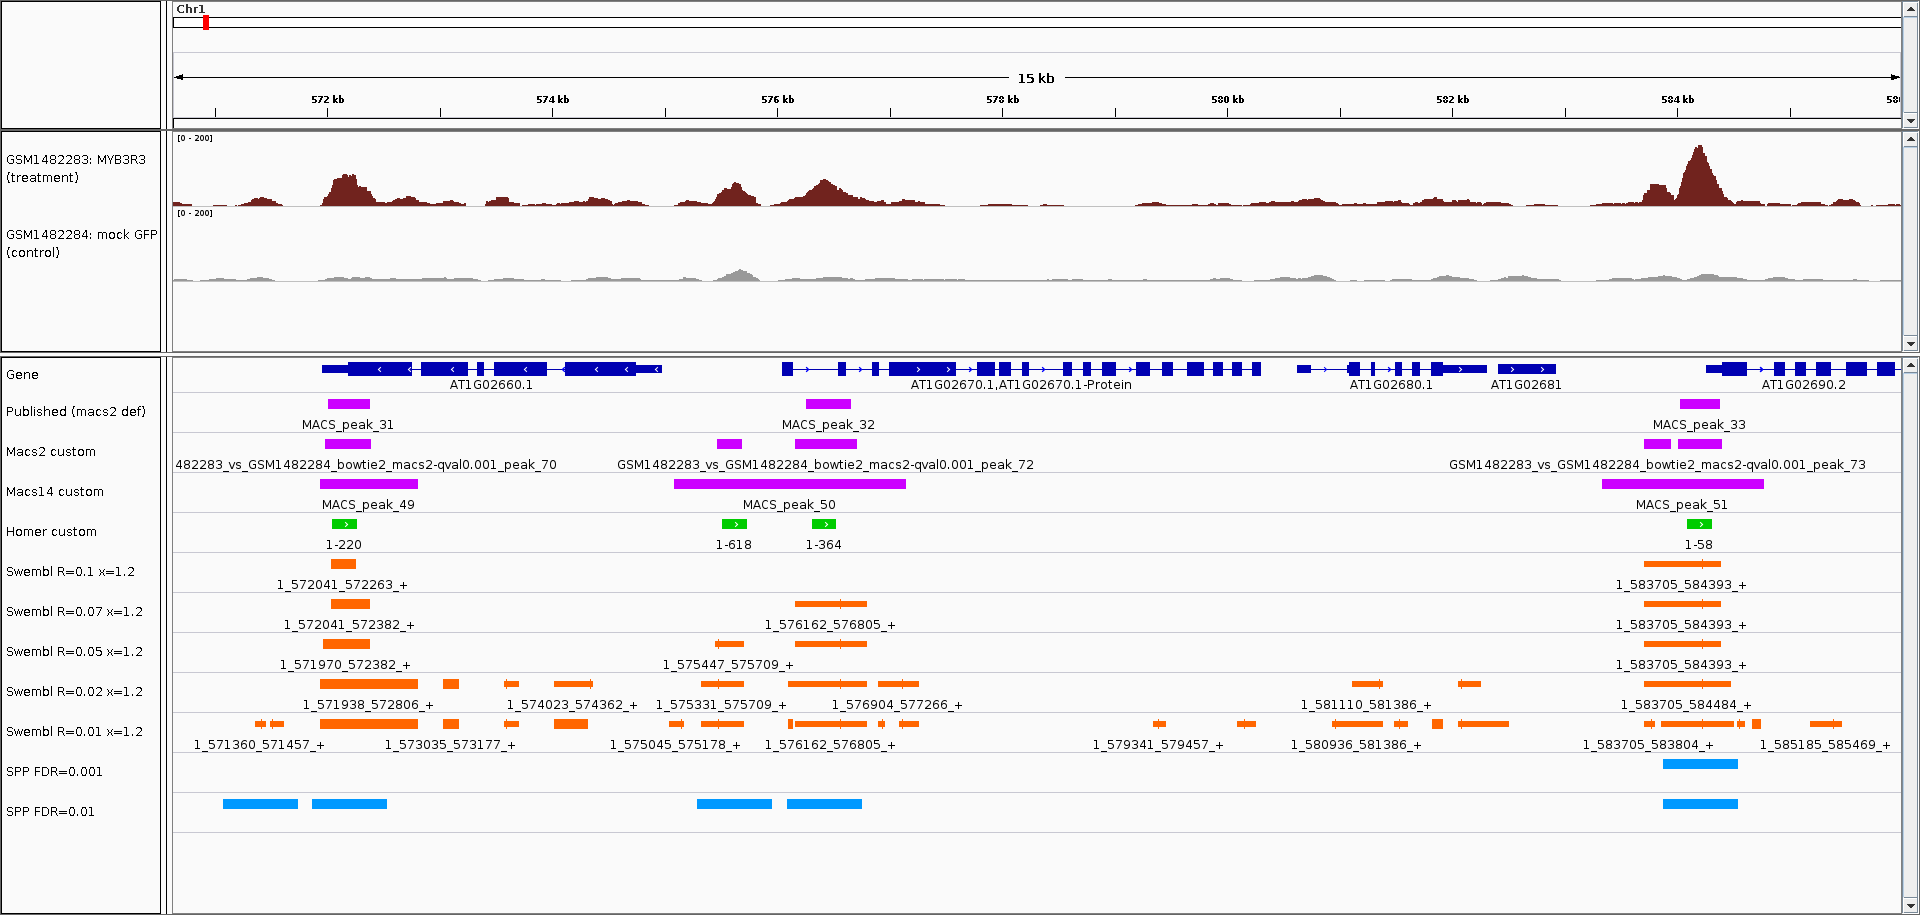 Chr1
15 kb
572 kb 574 kb 576 kb 578 kb 580 kb 582 kb 584 kb 58
[0 - 200]
GSM1482283: MYB3R3
(treatment)
[0 - 200]
GSM1482284: mock GFP
(control)
Gene
AT1G02660.1 AT1G02670.1,AT1G02670.1-Protein AT1G02680.1 AT1G02681 AT1G02690.2
Published (macs2 def)
MACS_peak_31 MACS_peak_32 MACS_peak_33
Macs2 custom
482283_vs_GSM1482284_bowtie2_macs2-qval0.001_peak_70 GSM1482283_vs_GSM1482284_bowtie2_macs2-qval0.001_peak_72 GSM1482283_vs_GSM1482284_bowtie2_macs2-qval0.001_peak_73
Macs14 custom
MACS_peak_49 MACS_peak_50 MACS_peak_51
Homer custom
1-220 1-618 1-364 1-58
Swembl R=0.1 x=1.2
1_572041_572263_+ 1_583705_584393_+
Swembl R=0.07 x=1.2
1_572041_572382_+ 1_576162_576805_+ 1_583705_584393_+
Swembl R=0.05 x=1.2
1_571970_572382_+ 1_575447_575709_+ 1_583705_584393_+
Swembl R=0.02 x=1.2
1_571938_572806_+ 1_574023_574362_+ 1_575331_575709_+ 1_576904_577266_+ 1_581110_581386_+ 1_583705_584484_+
Swembl R=0.01 x=1.2
1_571360_571457_+ 1_573035_573177_+ 1_575045_575178_+ 1_576162_576805_+ 1_579341_579457_+ 1_580936_581386_+ 1_583705_583804_+ 1_585185_585469_+
SPP FDR=0.001
SPP FDR=0.01